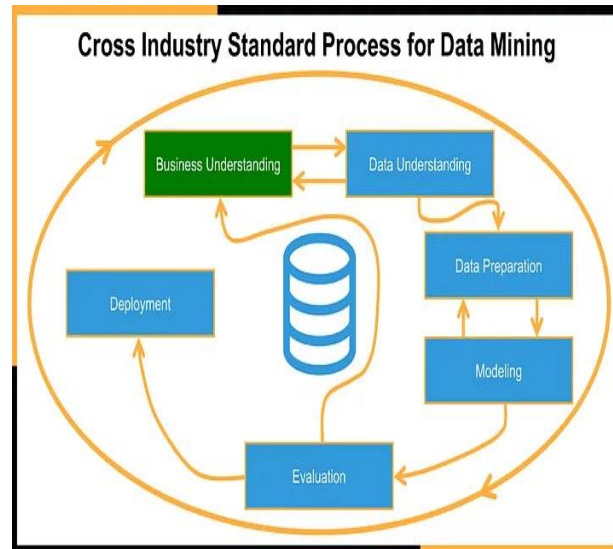 Cross Industry Standard Process for Data Mining
Business Understanding
Data Understanding
Data Preparation
Deployment
Modeling
Evaluation